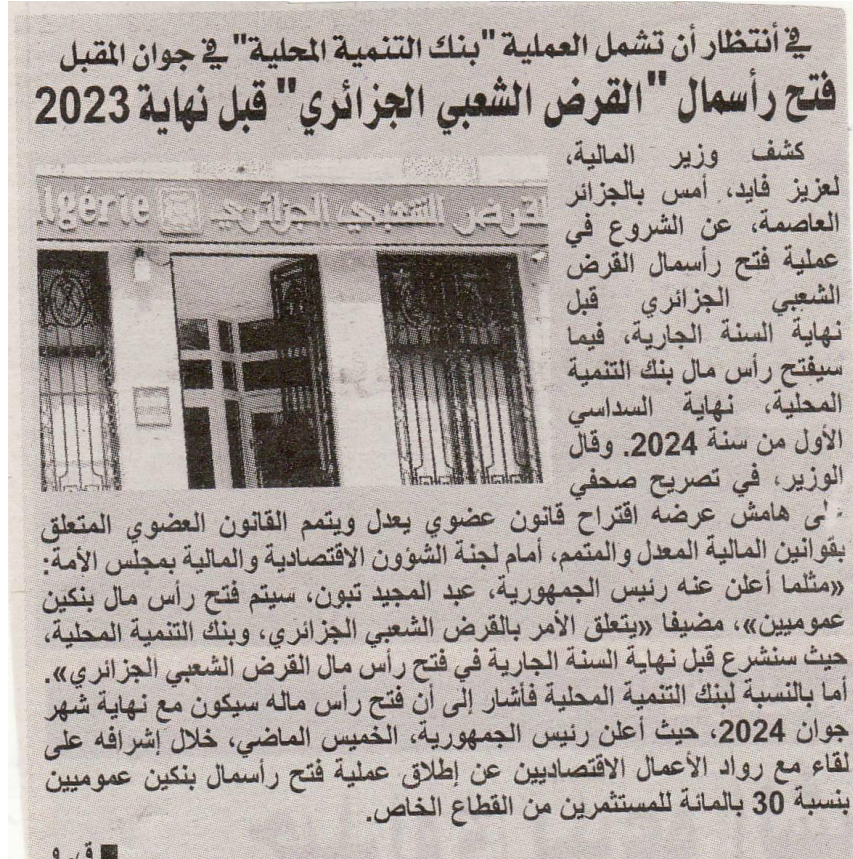 في أنتظار أن تشمل العملية "بنك التنمية المحلية" في جوان المقبل
فتح رأسمال "القرض الشعبي الجزائري" قبل نهاية 2023
كشف وزير المالية،
لعزيز فايد، أمس بالجزائر
العاصمة، عن الشروع في
عملية فتح رأسمال القرض
الشعبي الجزائري قبل
نهاية السنة الجارية، فيما
سيفتح رأس مال بنك التنمية
المحلية، نهاية السداسي
الأول من سنة 2024. وقال
الوزير، في تصريح صحفي
على هامش عرضه اقتراح قانون عضوي يعدل ويتمم القانون العضوي المتعلق
بقوانين المالية المعدل والمتمم، أمام لجنة الشؤون الاقتصادية والمالية بمجلس الأمة:
«مثلما أعلن عنه رئيس الجمهورية، عبد المجيد تبون، سيتم فتح رأس مال بنكين
عموميين»، مضيفا «يتعلق الأمر بالقرض الشعبي الجزائري، وبنك التنمية المحلية،
حيث سنشرع قبل نهاية السنة الجارية في فتح رأس مال القرض الشعبي الجزائري».
أما بالنسبة لبنك التنمية المحلية فأشار إلى أن فتح رأس ماله سيكون مع نهاية شهر
جوان 2024، حيث أعلن رئيس الجمهورية، الخميس الماضي، خلال إشرافه على
لقاء مع رواد الأعمال الاقتصاديين عن إطلاق عملية فتح رأسمال بنكين عموميين
بنسبة 30 بالمائة للمستثمرين من القطاع الخاص.
ق. و
القرض الشعبي الجزائري lgérie